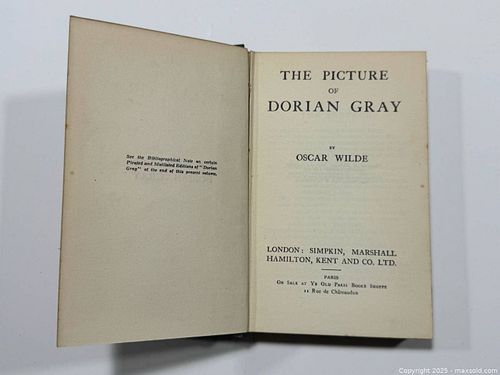 See the Bibliographical Note on certain
Pirated and Mutilated Editions of "Dorian
Gray" at the end of this present volume.
THE PICTURE
OF
DORIAN GRAY
BY
OSCAR WILDE
LONDON: SIMPKIN, MARSHALL
HAMILTON, KENT AND CO. LTD.
PARIS
On Sale at Ye Old Paris Booke Shoppe
11 Rue de Châteaudun
Copyright 2025 - maxsold.com